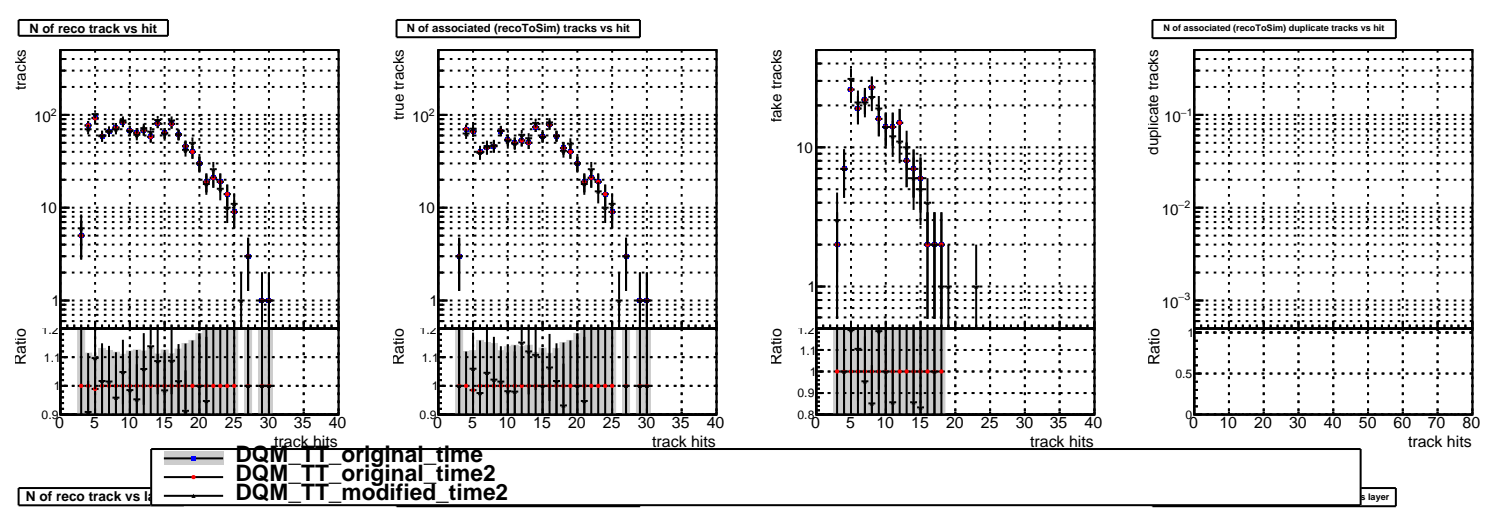 N of reco track vs hit
N of associated (recoToSim) tracks vs hit
N of associated (recoToSim) duplicate tracks vs hit
tracks
10²
10
1
Ratio
1.2
1.1
1
0.9
0 5 10 15 20 25 30 35 40
track hits
true tracks
10²
10
1
Ratio
1.2
1.1
1
0.9
0 5 10 15 20 25 30 35 40
track hits
fake tracks
10
1
Ratio
1.2
1.1
1
0.9
0.8
0 5 10 15 20 25 30 35 40
track hits
duplicate tracks
10⁻¹
10⁻²
10⁻³
Ratio
1
0.5
0
0 10 20 30 40 50 60 70 80
track hits
DQM_TT_original_time
DQM_TT_original_time2
DQM_TT_modified_time2
N of reco track vs la
s layer